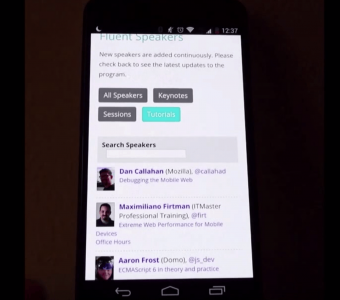 12:37
Fluent Speakers
New speakers are added continuously. Please
check back to see the latest updates to the
program.
All Speakers Keynotes
Sessions Tutorials
Search Speakers
Dan Callahan (Mozilla), @callahad
Debugging the Mobile Web
Maximiliano Firtman (ITMaster
Professional Training), @firt
Extreme Web Performance for Mobile
Devices
Office Hours
Aaron Frost (Domo), @js_dev
ECMAScript 6 in theory and practice